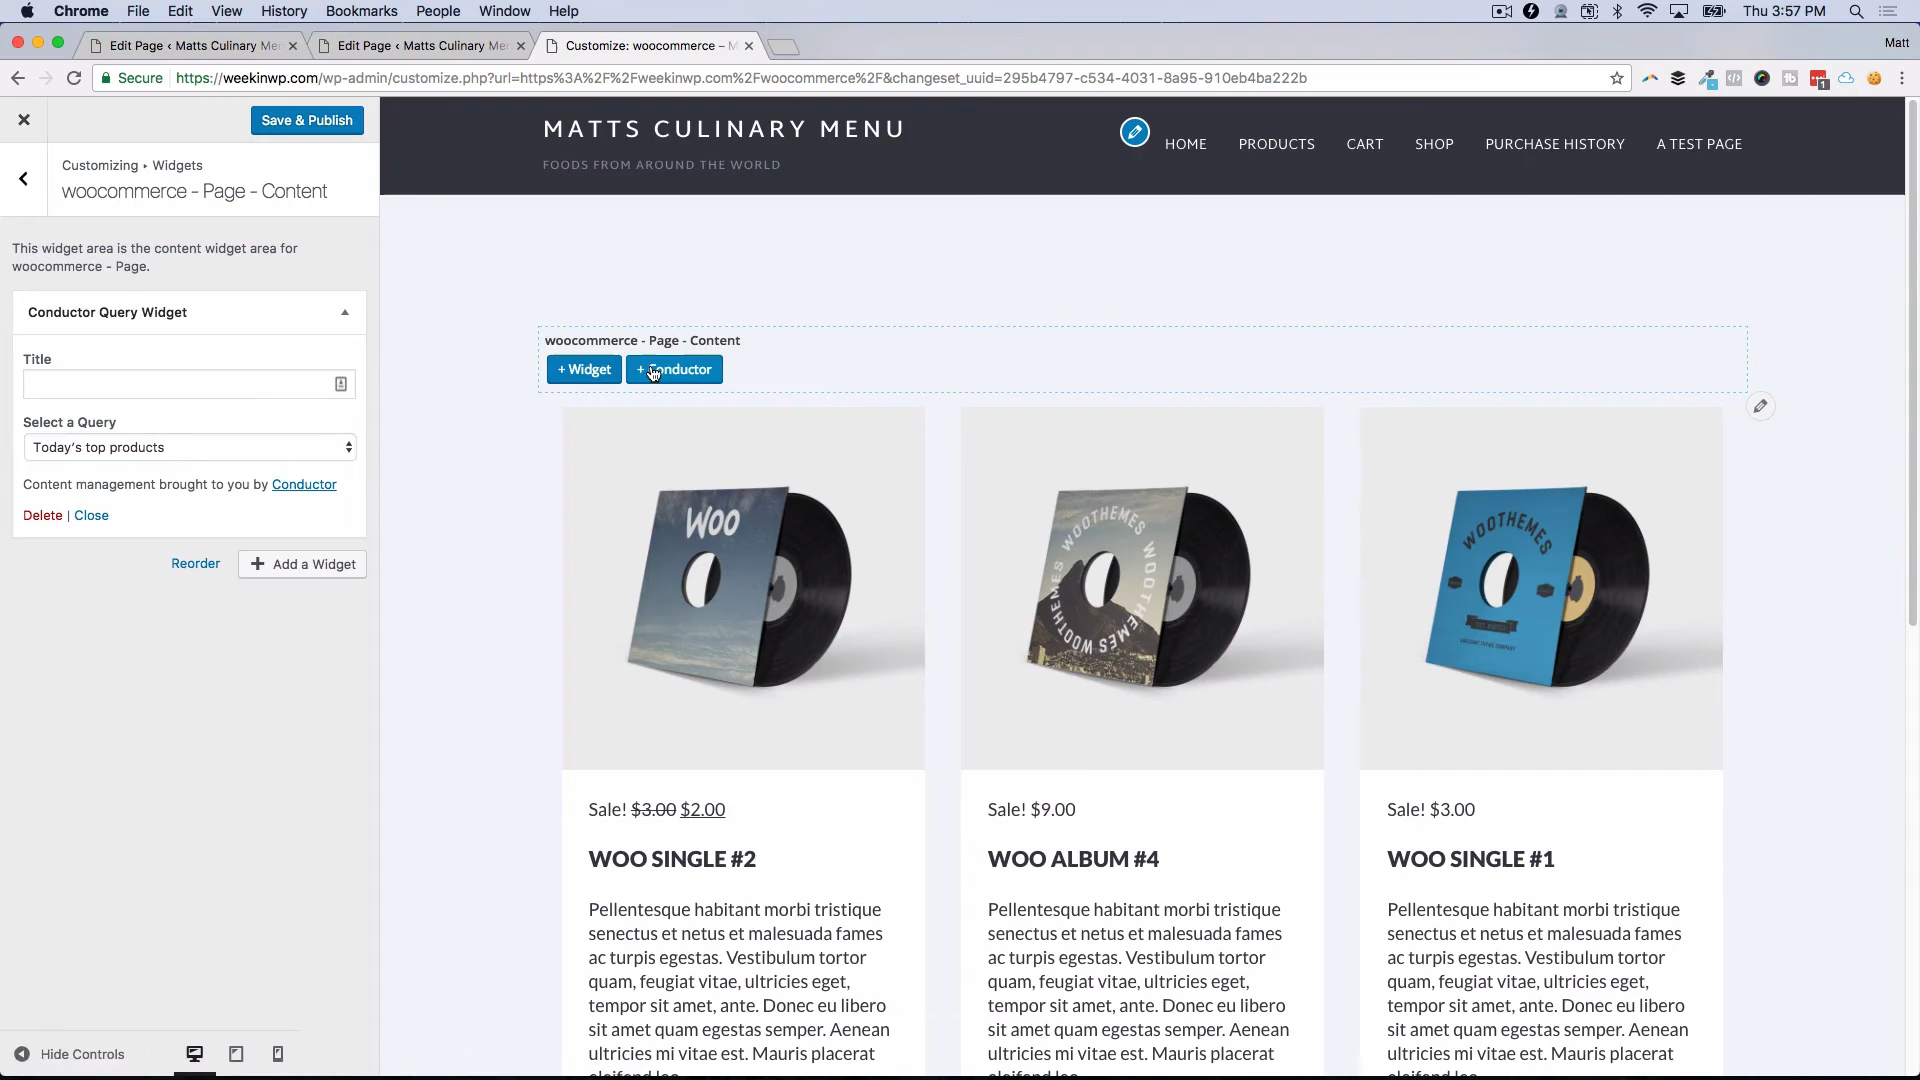 Chrome File Edit View History Bookmarks People Window Help Thu 3:57 PM
Edit Page ‹ Matts Culinary Me
Edit Page ‹ Matts Culinary Me
Customize: woocommerce – M
Matt
Secure https://weekinwp.com/wp-admin/customize.php?url=https%3A%2F%2Fweekinwp.com%2Fwoocommerce%2F&changeset_uuid=295b4797-c534-4031-8a95-910eb4ba222b
Save & Publish
Customizing ‣ Widgets
woocommerce - Page - Content
This widget area is the content widget area for
woocommerce - Page.
Conductor Query Widget
Title
Select a Query
Today's top products
Content management brought to you by Conductor
Delete | Close
Reorder
Add a Widget
Hide Controls
MATTS CULINARY MENU
FOODS FROM AROUND THE WORLD
HOME PRODUCTS CART SHOP PURCHASE HISTORY A TEST PAGE
woocommerce - Page - Content
+ Widget
+ Conductor
WOO
WOOTHEMES WOOTHEMES WOOTHEMES
WOOTHEMES
Sale! $3.00 $2.00
WOO SINGLE #2
Pellentesque habitant morbi tristique
senectus et netus et malesuada fames
ac turpis egestas. Vestibulum tortor
quam, feugiat vitae, ultricies eget,
tempor sit amet, ante. Donec eu libero
sit amet quam egestas semper. Aenean
ultricies mi vitae est. Mauris placerat
eleifend leo.
Sale! $9.00
WOO ALBUM #4
Pellentesque habitant morbi tristique
senectus et netus et malesuada fames
ac turpis egestas. Vestibulum tortor
quam, feugiat vitae, ultricies eget,
tempor sit amet, ante. Donec eu libero
sit amet quam egestas semper. Aenean
ultricies mi vitae est. Mauris placerat
eleifend leo.
Sale! $3.00
WOO SINGLE #1
Pellentesque habitant morbi tristique
senectus et netus et malesuada fames
ac turpis egestas. Vestibulum tortor
quam, feugiat vitae, ultricies eget,
tempor sit amet, ante. Donec eu libero
sit amet quam egestas semper. Aenean
ultricies mi vitae est. Mauris placerat
eleifend leo.